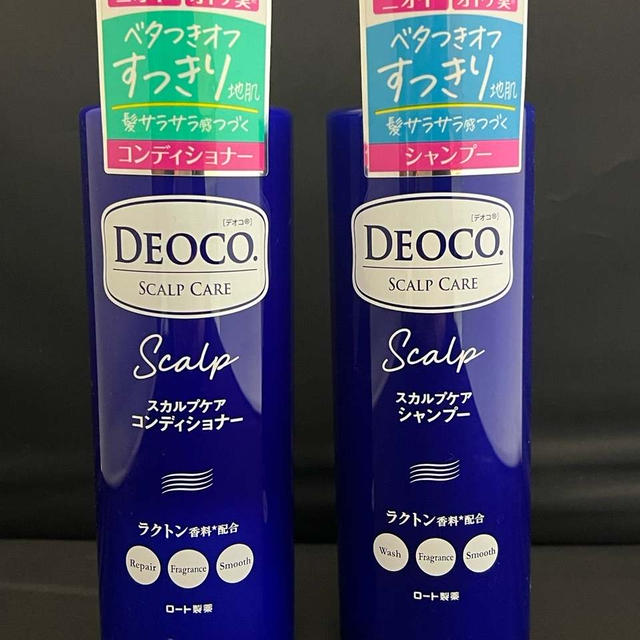 ベタつきオフ
すっきり地肌
髪サラサラ感つづく
コンディショナー
[デオコ®]
DEOCO.
SCALP CARE
Scalp
スカルプケア
コンディショナー
ラクトン香料*配合
Repair
Fragrance
Smooth
ロート製薬
ベタつきオフ
すっきり地肌
髪サラサラ感つづく
シャンプー
[デオコ®]
DEOCO.
SCALP CARE
Scalp
スカルプケア
シャンプー
ラクトン香料*配合
Wash
Fragrance
Smooth
ロート製薬